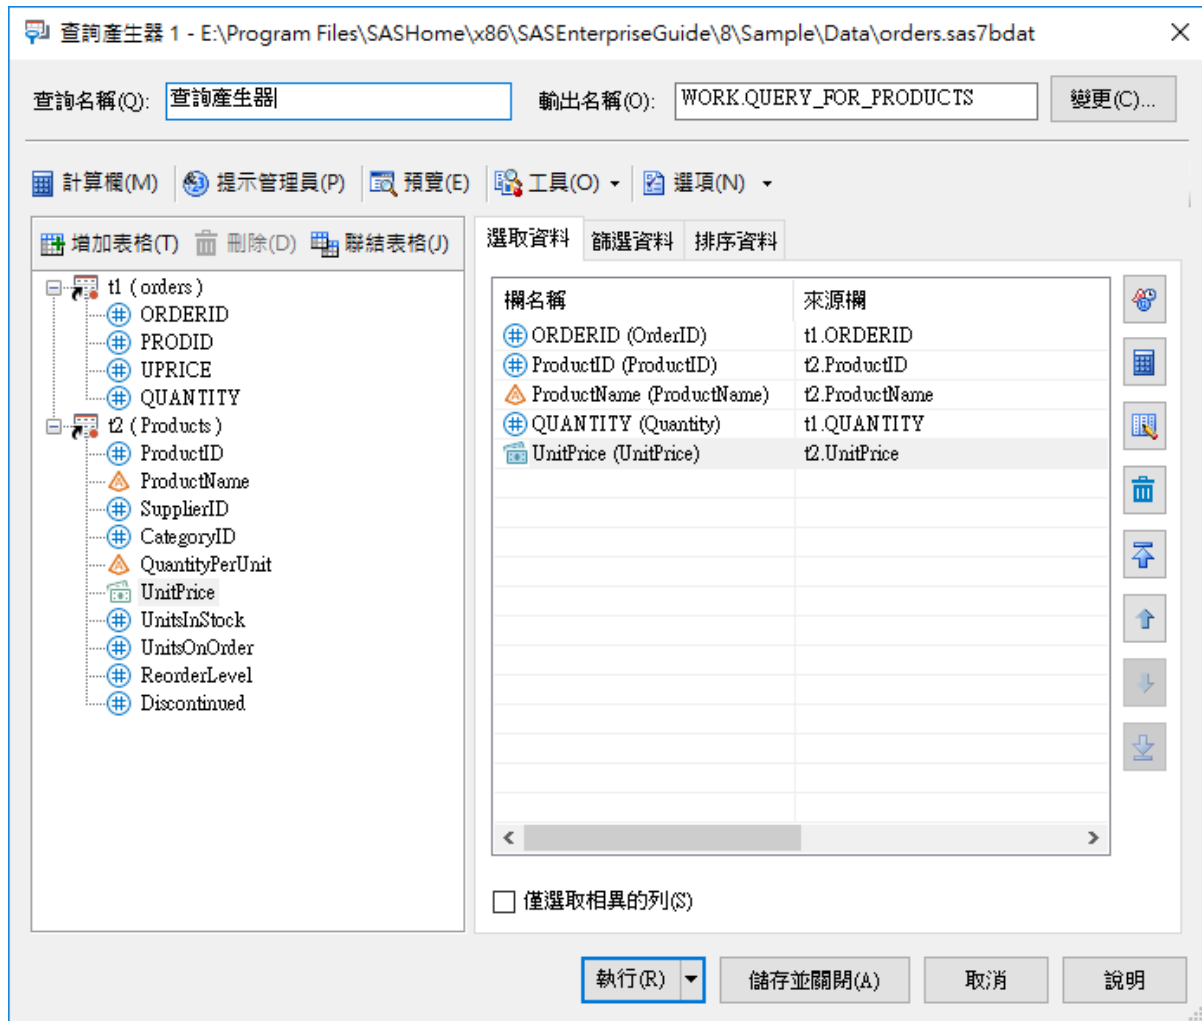 查詢產生器 1 - E:\Program Files\SASHome\x86\SASEnterpriseGuide\8\Sample\Data\orders.sas7bdat
查詢名稱(Q): 查詢產生器 輸出名稱(O): WORK.QUERY_FOR_PRODUCTS 變更(C)...
計算欄(M) 提示管理員(P) 預覽(E) 工具(O) 選項(N)
增加表格(T) 刪除(D) 聯結表格(J)
t1 (orders)
ORDERID
PRODID
UPRICE
QUANTITY
t2 (Products)
ProductID
ProductName
SupplierID
CategoryID
QuantityPerUnit
UnitPrice
UnitsInStock
UnitsOnOrder
ReorderLevel
Discontinued
選取資料 篩選資料 排序資料
欄名稱 來源欄
ORDERID (OrderID) t1.ORDERID
ProductID (ProductID) t2.ProductID
ProductName (ProductName) t2.ProductName
QUANTITY (Quantity) t1.QUANTITY
UnitPrice (UnitPrice) t2.UnitPrice
僅選取相異的列(S)
執行(R) 儲存並關閉(A) 取消 說明